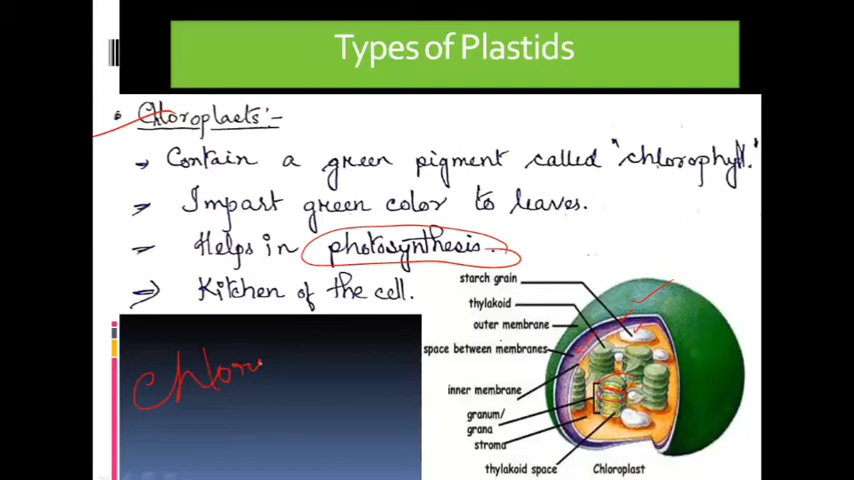 Types of Plastids
Chloroplasts:-
Contain a green pigment called "chlorophyll."
Impart green color to leaves.
Helps in photosynthesis.
Kitchen of the cell.
starch grain
thylakoid
outer membrane
space between membranes
inner membrane
granum/
grana
stroma
thylakoid space
Chloroplast
Chlor